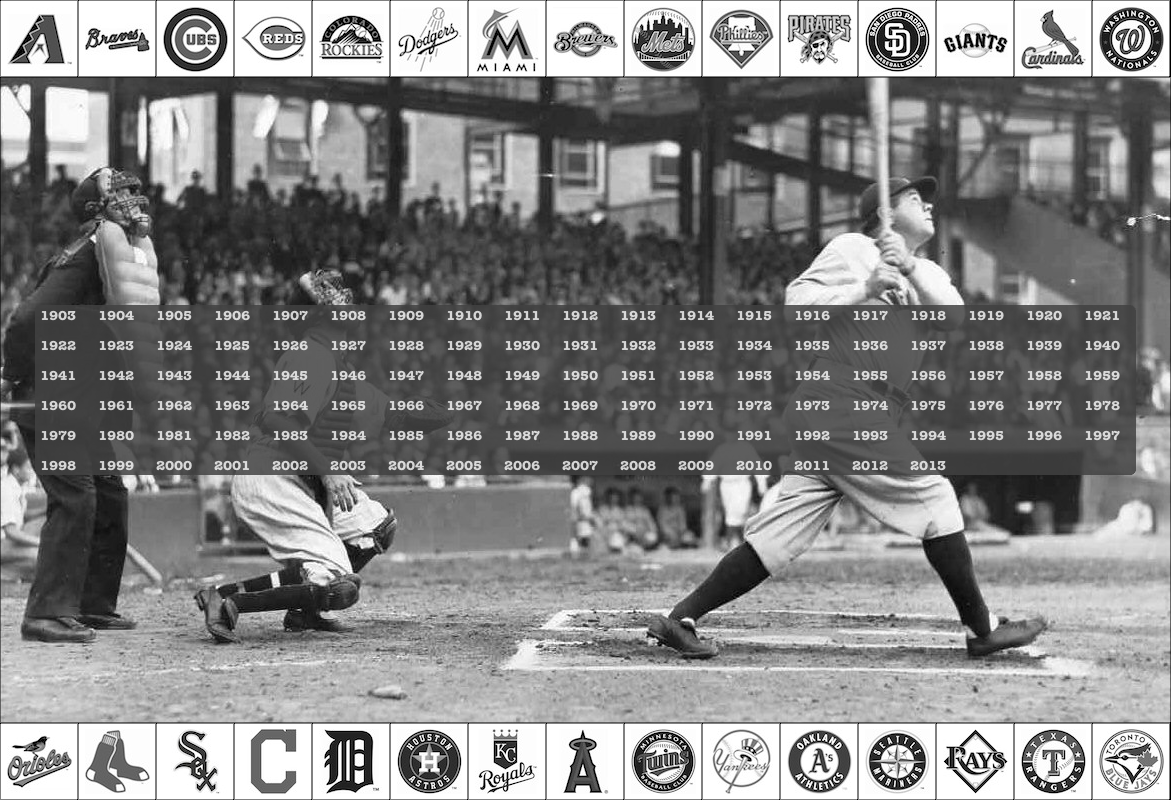 A
Braves
CUBS
REDS
COLORADO
ROCKIES
Dodgers
M
MIAMI
Brewers
Mets
Phillies
PIRATES
SAN DIEGO PADRES
SD
BASEBALL CLUB
GIANTS
Cardinals
WASHINGTON
W
NATIONALS
1903 1904 1905 1906 1907 1908 1909 1910 1911 1912 1913 1914 1915 1916 1917 1918 1919 1920 1921
1922 1923 1924 1925 1926 1927 1928 1929 1930 1931 1932 1933 1934 1935 1936 1937 1938 1939 1940
1941 1942 1943 1944 1945 1946 1947 1948 1949 1950 1951 1952 1953 1954 1955 1956 1957 1958 1959
1960 1961 1962 1963 1964 1965 1966 1967 1968 1969 1970 1971 1972 1973 1974 1975 1976 1977 1978
1979 1980 1981 1982 1983 1984 1985 1986 1987 1988 1989 1990 1991 1992 1993 1994 1995 1996 1997
1998 1999 2000 2001 2002 2003 2004 2005 2006 2007 2008 2009 2010 2011 2012 2013
Orioles
Sox
C
D
HOUSTON
H
ASTROS
KC
Royals
A
MINNESOTA
Twins
BASEBALL CLUB
Yankees
OAKLAND
A's
ATHLETICS
SEATTLE
MARINERS
RAYS
TEXAS
T
RANGERS
TORONTO
BLUE JAYS